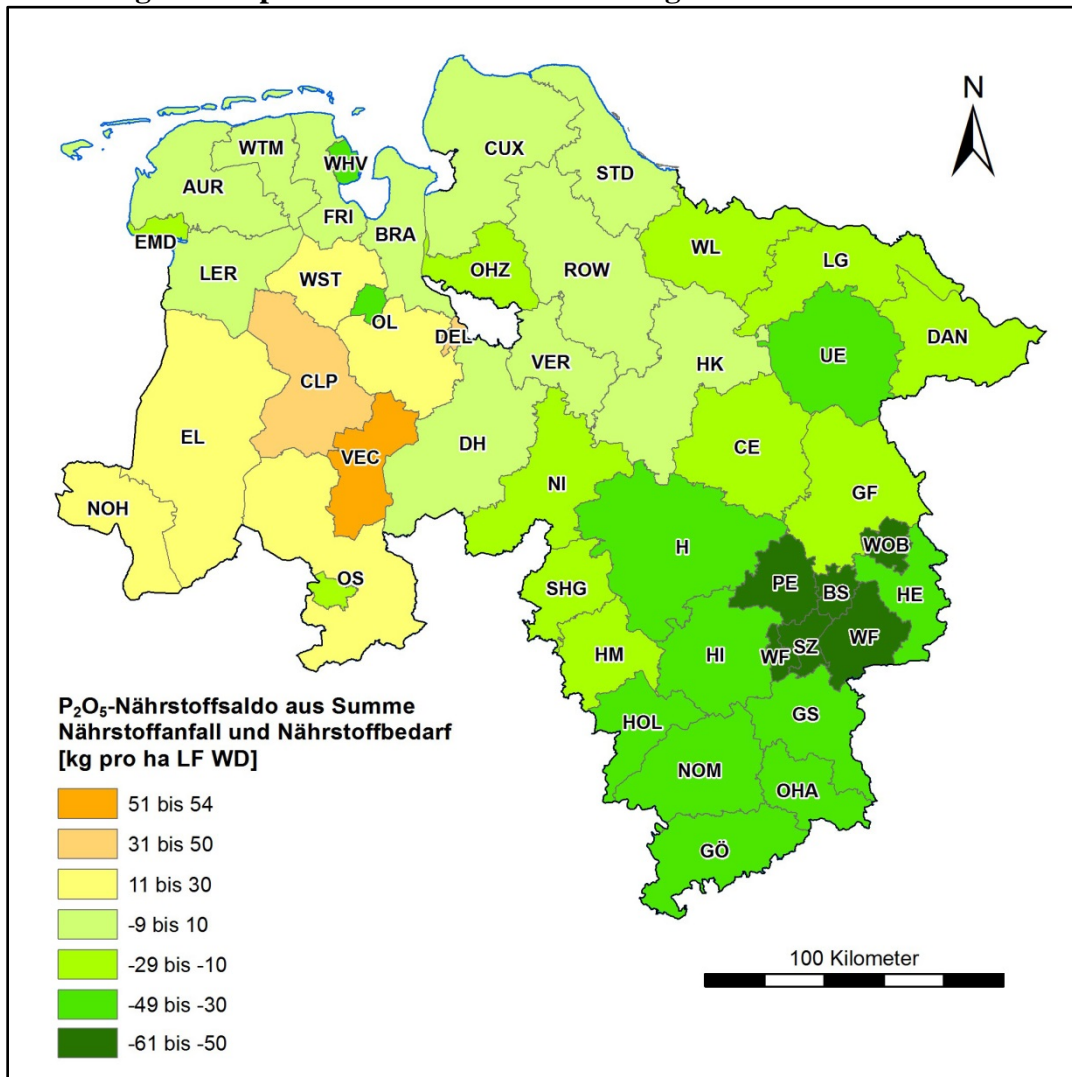 N
WTM
WHV
AUR
CUX
STD
FRI
EMD
BRA
WL
LG
LER
WST
OHZ
ROW
OL
DEL
DAN
VER
HK
UE
CLP
EL
DH
CE
VEC
NI
GF
NOH
H
WOB
OS
SHG
PE
BS
HE
HM
HI
WF
SZ
WF
HOL
GS
NOM
OHA
GÖ
P₂O₅-Nährstoffsaldo aus Summe
Nährstoffanfall und Nährstoffbedarf
[kg pro ha LF WD]
51 bis 54
31 bis 50
11 bis 30
-9 bis 10
-29 bis -10
-49 bis -30
-61 bis -50
100 Kilometer